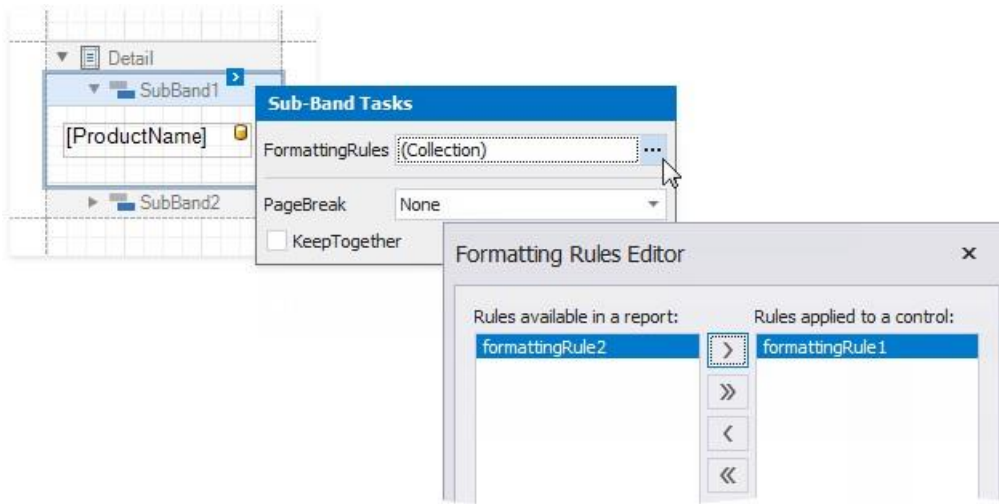 Detail
SubBand1
[ProductName]
SubBand2
Sub-Band Tasks
FormattingRules (Collection) ...
PageBreak None
KeepTogether
Formatting Rules Editor
Rules available in a report: Rules applied to a control:
formattingRule2 formattingRule1